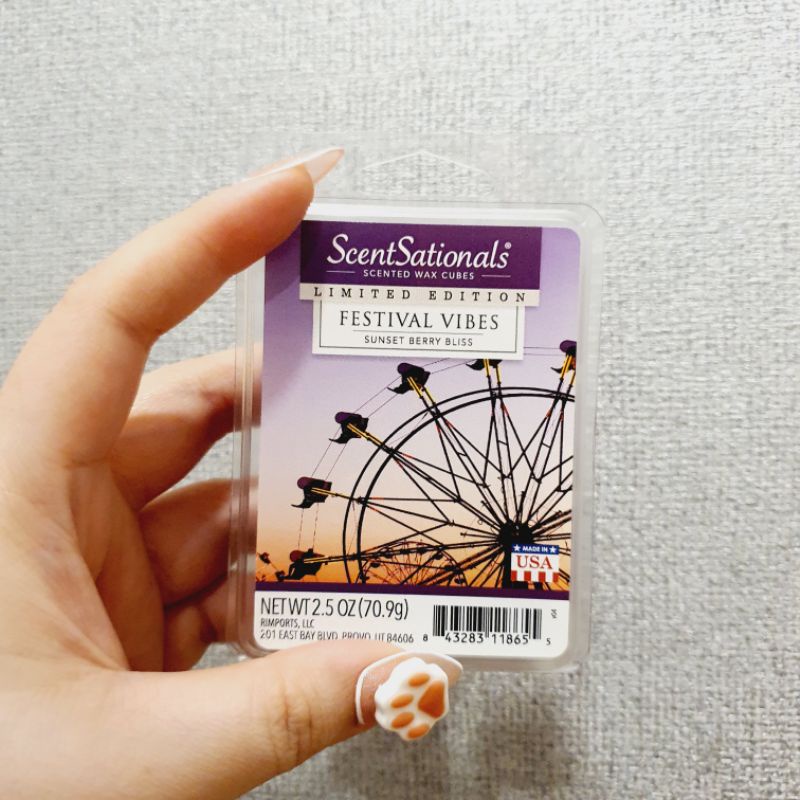 ScentSationals®
SCENTED WAX CUBES
LIMITED EDITION
FESTIVAL VIBES
SUNSET BERRY BLISS
MADE IN
USA
NET WT 2.5 OZ (70.9g)
RIMPORTS, LLC
201 EAST BAY BLVD, PROVO, UT 84606
8 43283 11865 5